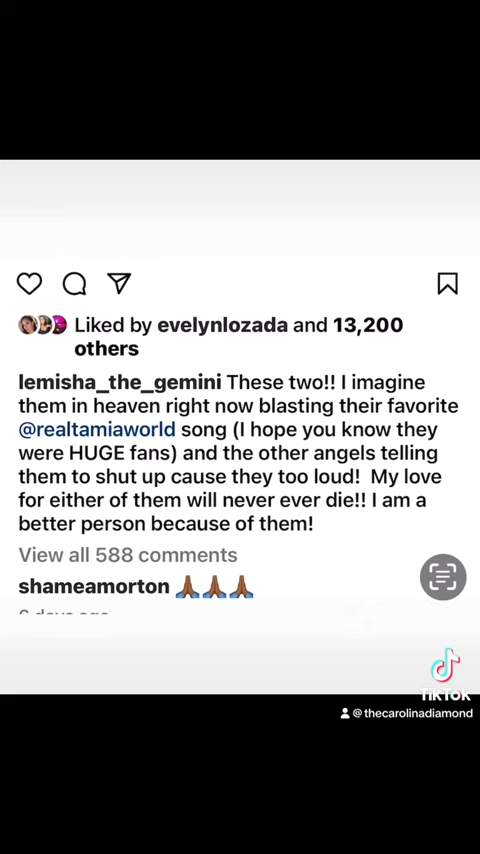 Liked by evelynlozada and 13,200
others
lemisha_the_gemini These two!! I imagine
them in heaven right now blasting their favorite
@realtamiaworld song (I hope you know they
were HUGE fans) and the other angels telling
them to shut up cause they too loud! My love
for either of them will never ever die!! I am a
better person because of them!
View all 588 comments
shameamorton 🙏🏾🙏🏾🙏🏾
6 days ago
TikTok
@thecarolinadiamond